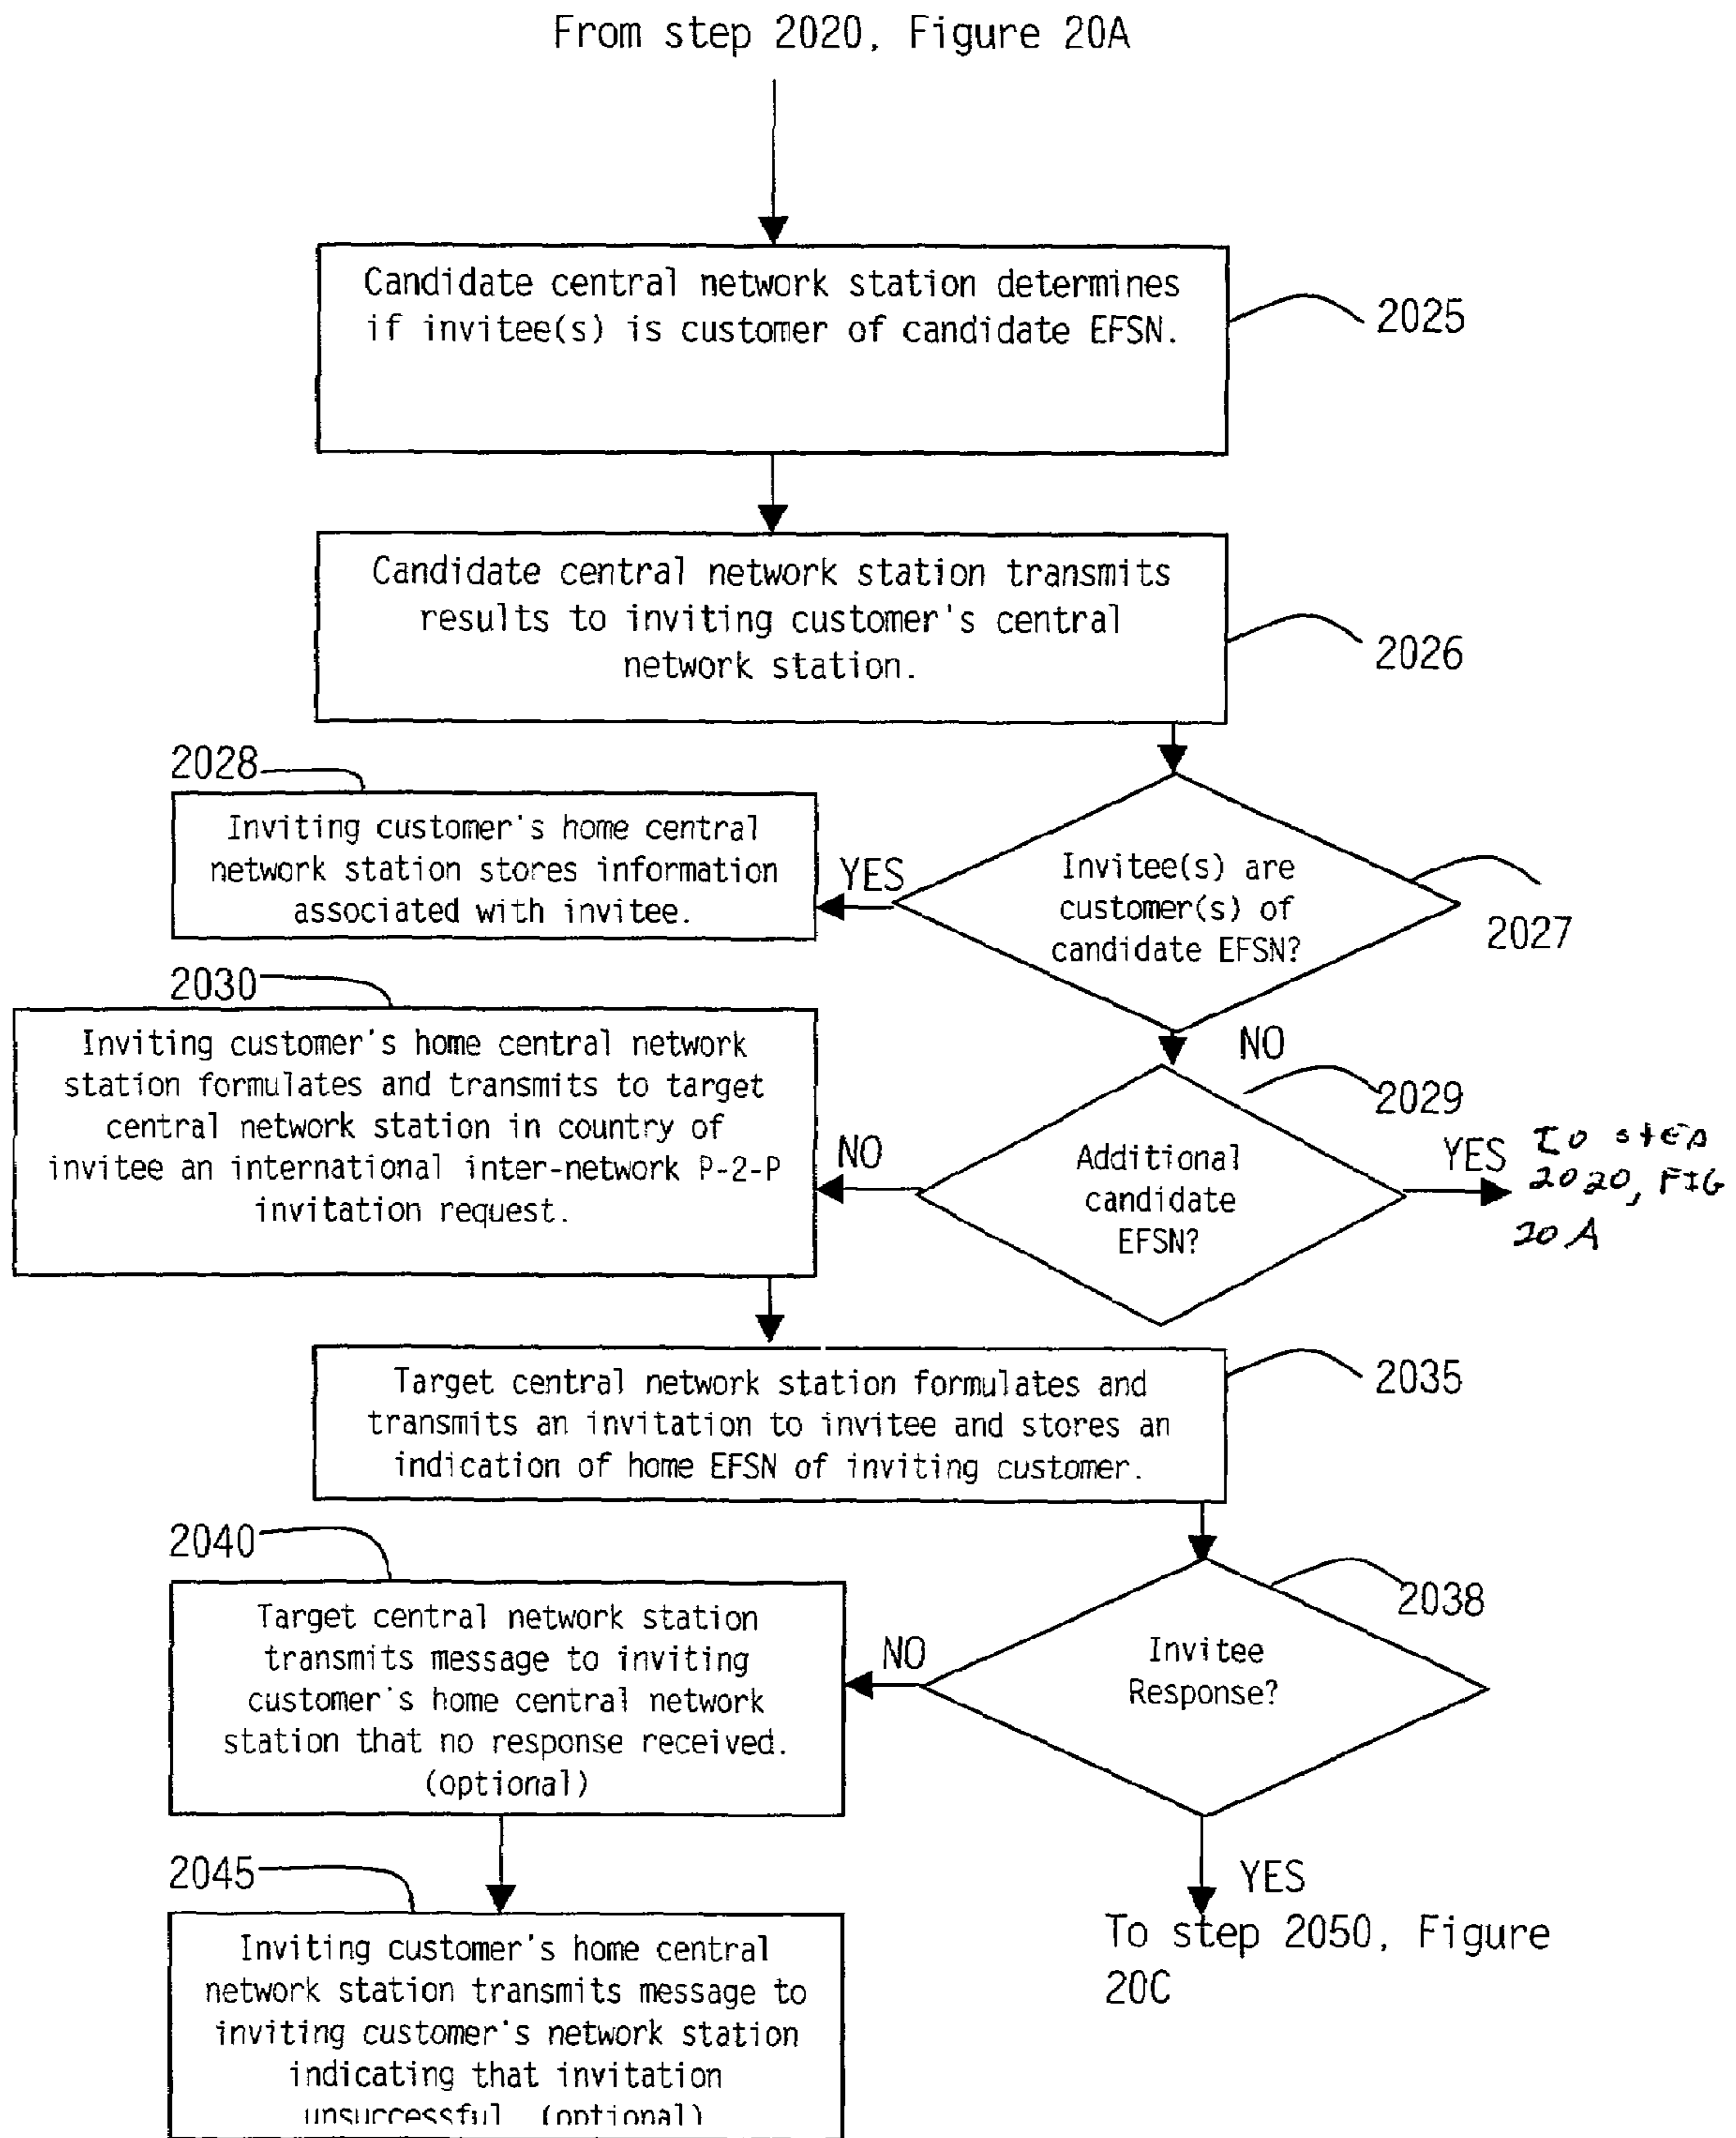 From step 2020, Figure 20A
Candidate central network station determines
if invitee(s) is customer of candidate EFSN.
2025
Candidate central network station transmits
results to inviting customer's central
network station.
2026
2028
Inviting customer's home central
network station stores information
associated with invitee.
YES
Invitee(s) are
customer(s) of
candidate EFSN?
2027
NO
2030
Inviting customer's home central network
station formulates and transmits to target
central network station in country of
invitee an international inter-network P-2-P
invitation request.
NO
2029
Additional
candidate
EFSN?
YES
TO STEP
2020, FIG
20A
Target central network station formulates and
transmits an invitation to invitee and stores an
indication of home EFSN of inviting customer.
2035
2040
Target central network station
transmits message to inviting
customer's home central network
station that no response received.
(optional)
NO
2038
Invitee
Response?
YES
To step 2050, Figure
20C
2045
Inviting customer's home central
network station transmits message to
inviting customer's network station
indicating that invitation
unsuccessful (optional)